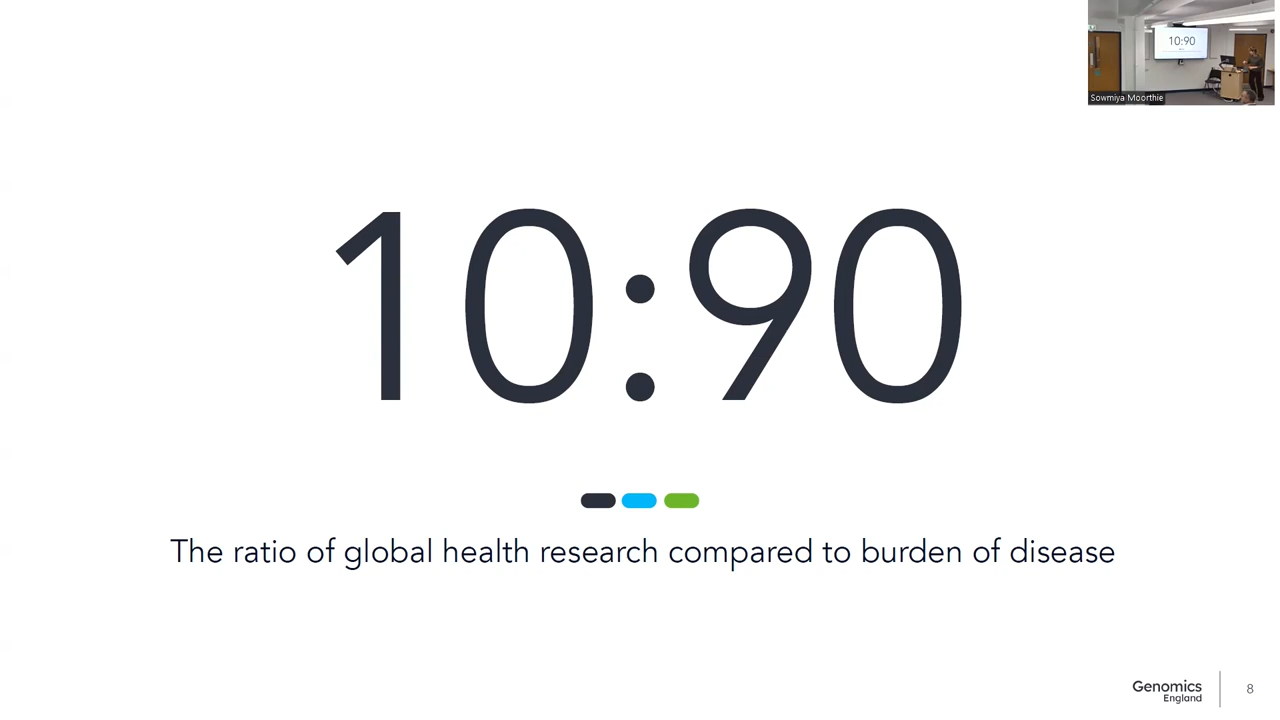 10:90
Sowmiya Moorthie
10:90
The ratio of global health research compared to burden of disease
Genomics
England
8